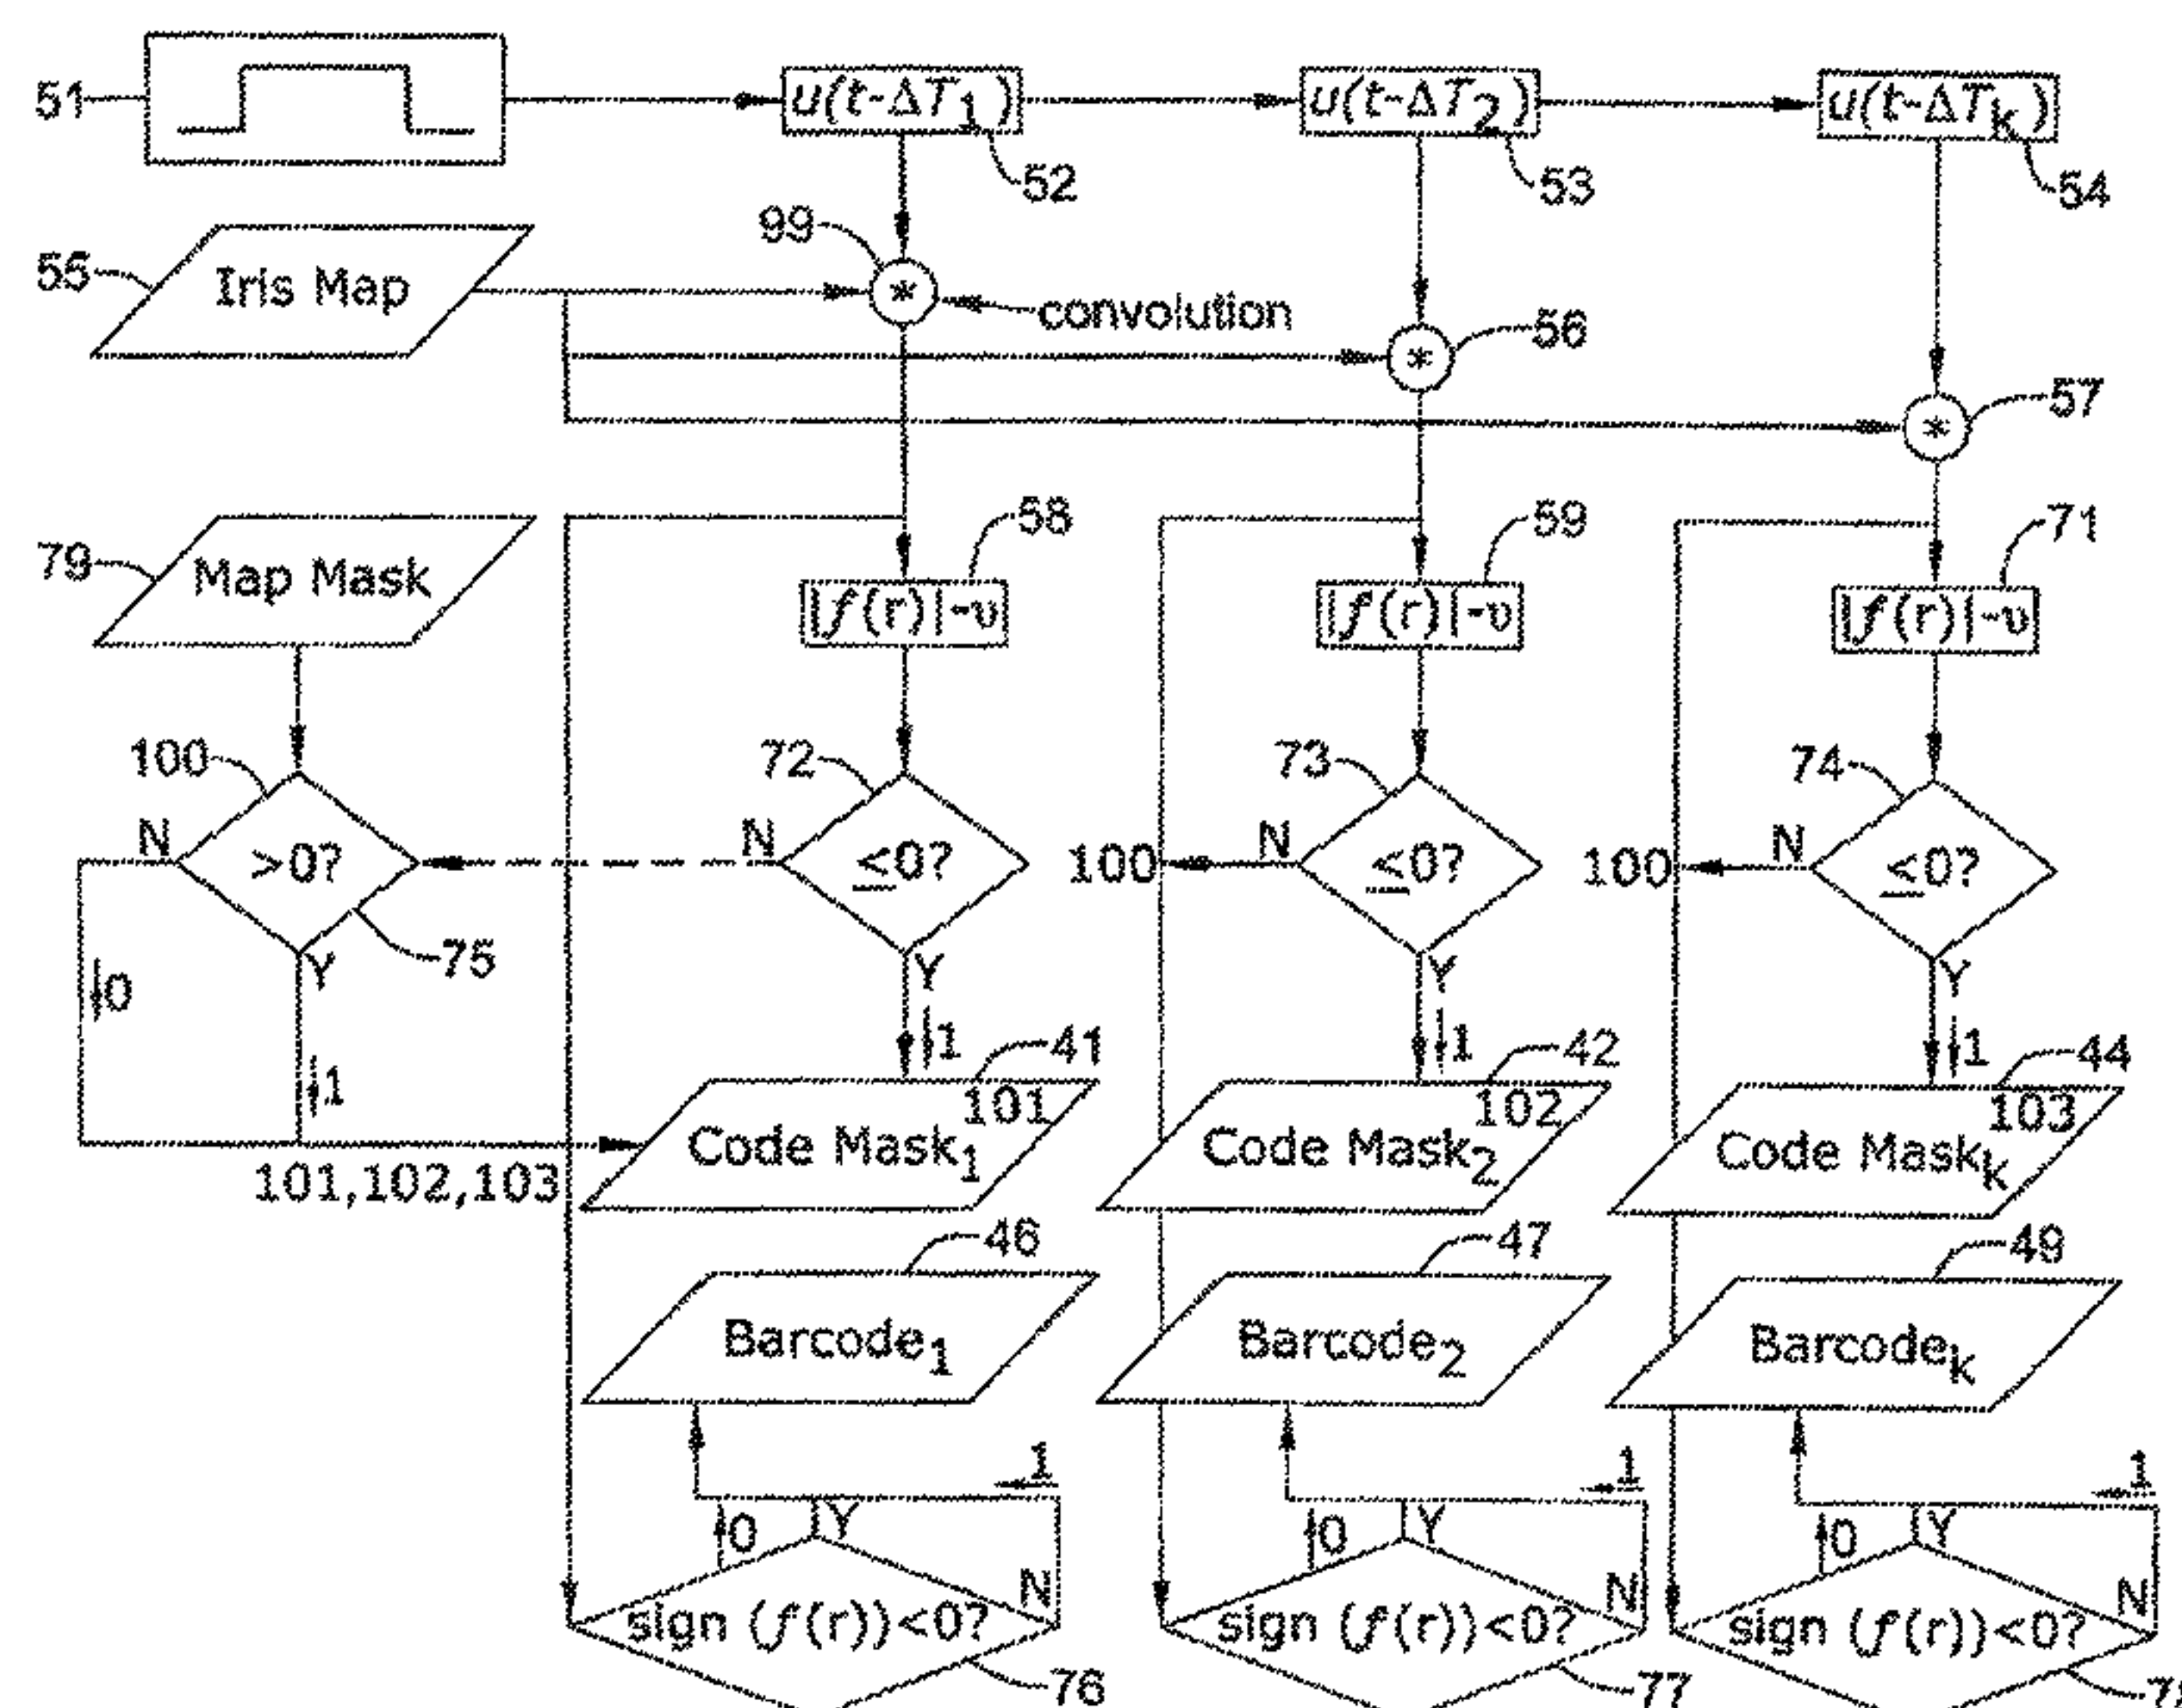 51
u(t-ΔT1)
u(t-ΔT2)
u(t-ΔTk)
52
53
54
99
55
Iris Map
*
convolution
*
56
*
57
79
Map Mask
58
59
71
|f(r)|-υ
|f(r)|-υ
|f(r)|-υ
100
72
73
74
N
>0?
N
≤0?
100
N
≤0?
100
N
≤0?
75
Y
Y
Y
Y
0
1
1
1
1
41
42
44
101
102
103
Code Mask1
Code Mask2
Code Maskk
101,102,103
46
47
49
Barcode1
Barcode2
Barcodek
1
1
1
0
Y
0
Y
0
Y
N
N
N
sign (f(r))<0?
sign (f(r))<0?
sign (f(r))<0?
76
77